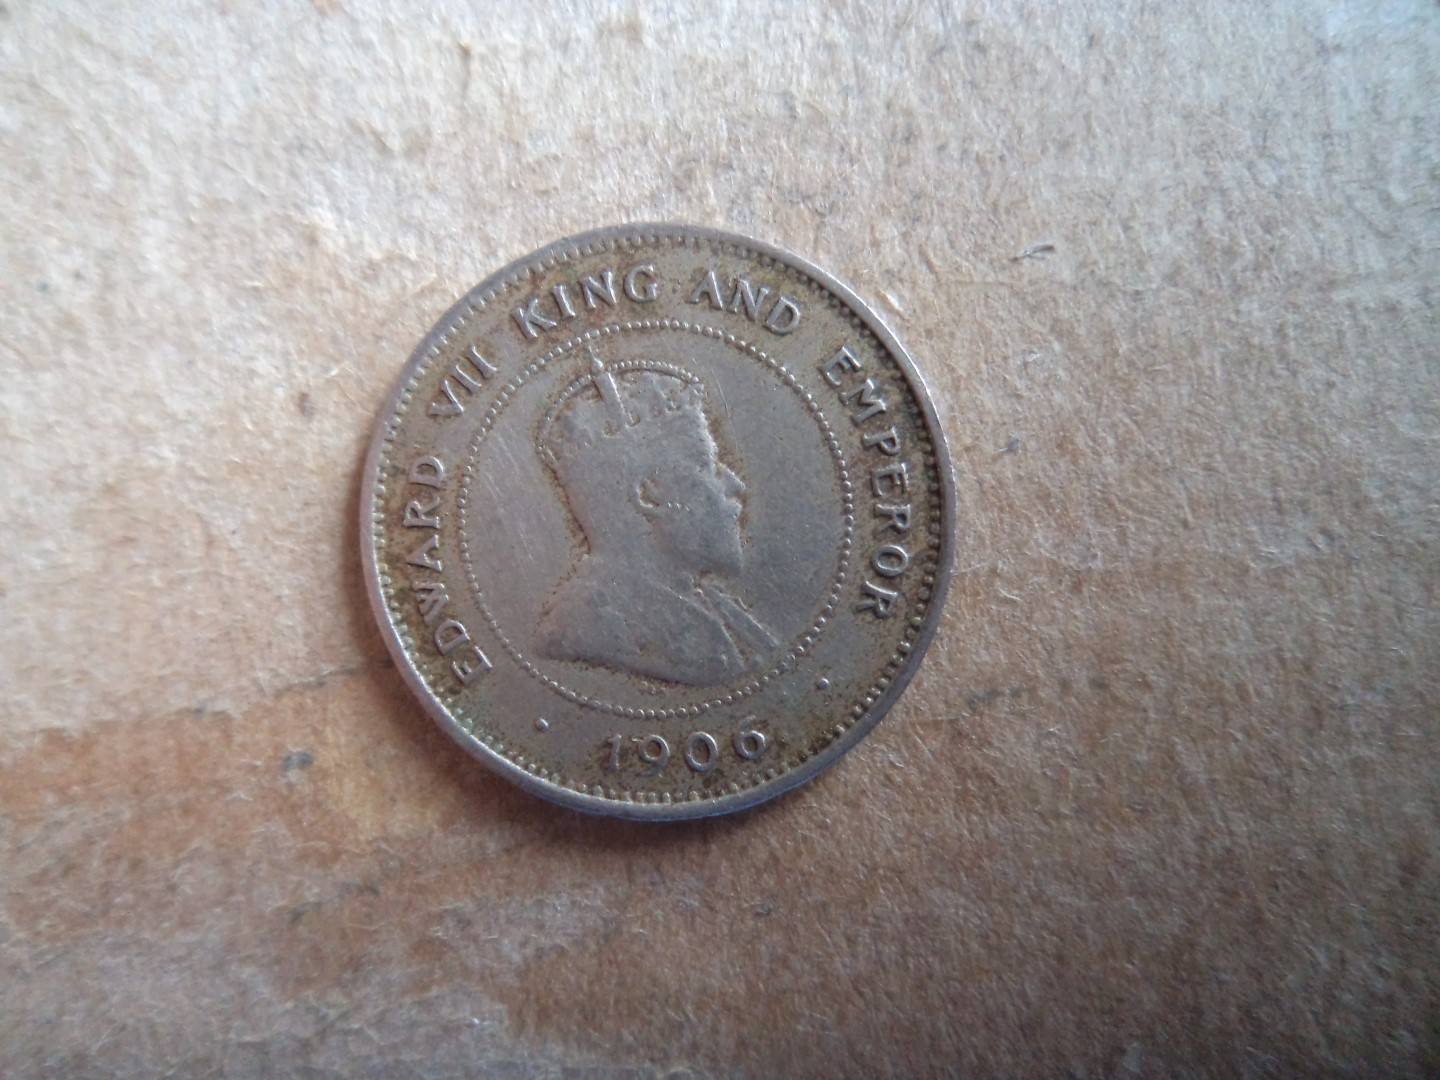 EDWARD VII KING AND EMPEROR
· 1906 ·